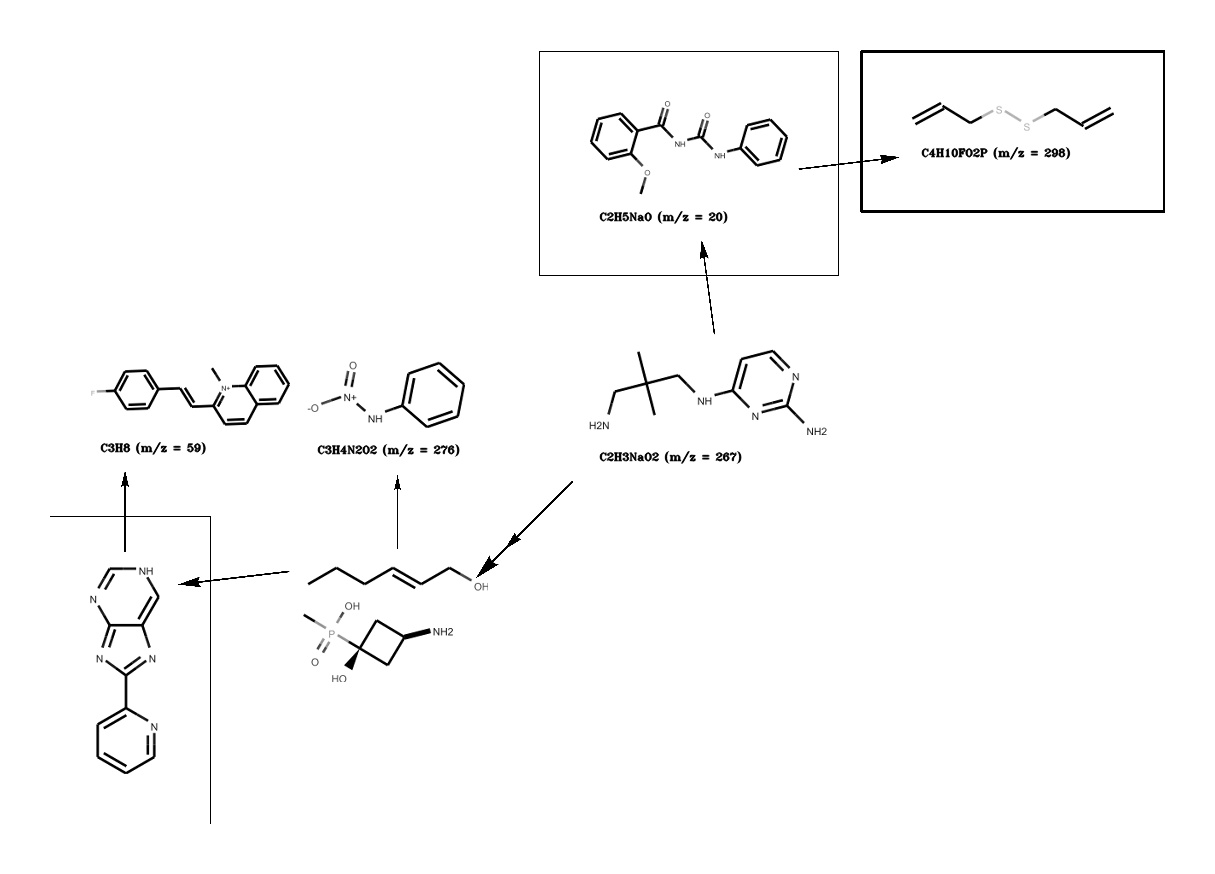 S
S
C4H10FO2P (m/z = 298)
O
O
NH
NH
O
C2H5NaO (m/z = 20)
F
N+
C3H8 (m/z = 59)
O
N+
-O
NH
C3H4N2O2 (m/z = 276)
N
NH
N
H2N
NH2
C2H3NaO2 (m/z = 267)
NH
N
N
N
N
OH
OH
P
O
HO
NH2